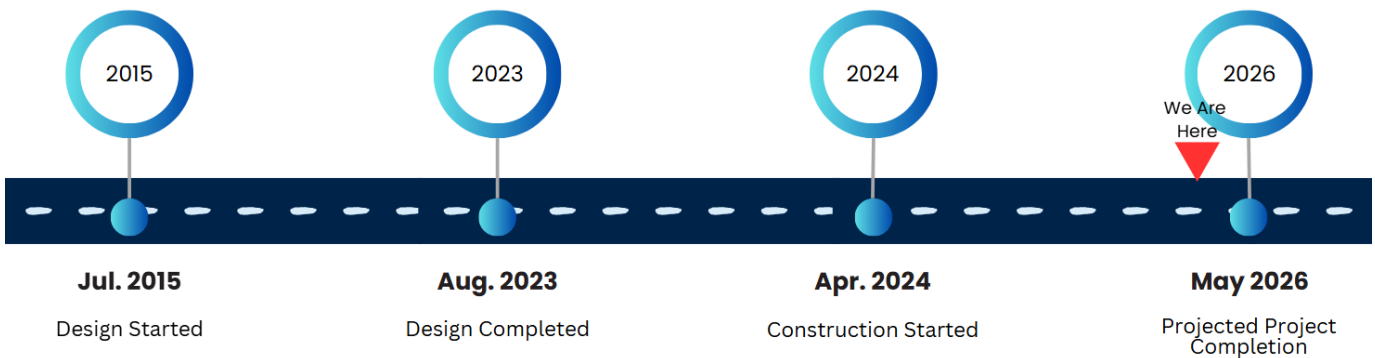 2015
2023
2024
2026
We Are
Here
Jul. 2015
Aug. 2023
Apr. 2024
May 2026
Design Started
Design Completed
Construction Started
Projected Project
Completion